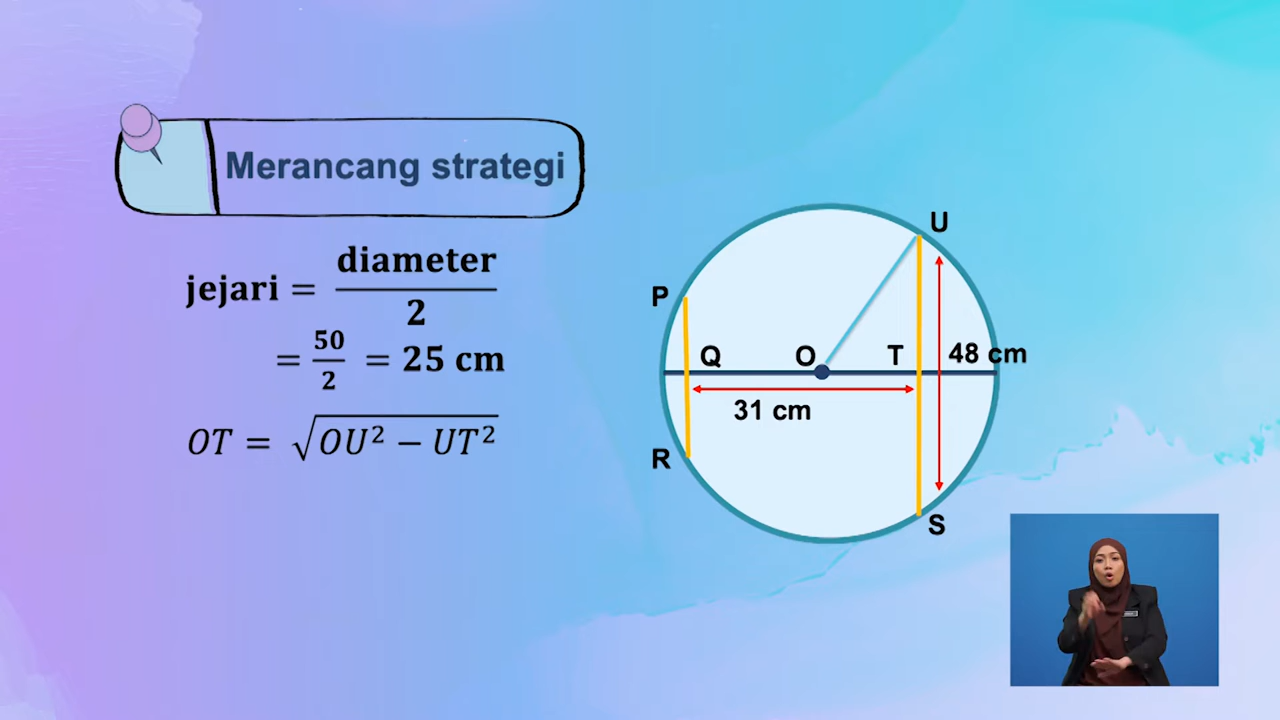 Merancang strategi
jejari = diameter / 2
= 50 / 2 = 25 cm
OT = √(OU² − UT²)
U
P
Q
O
T
48 cm
31 cm
R
S